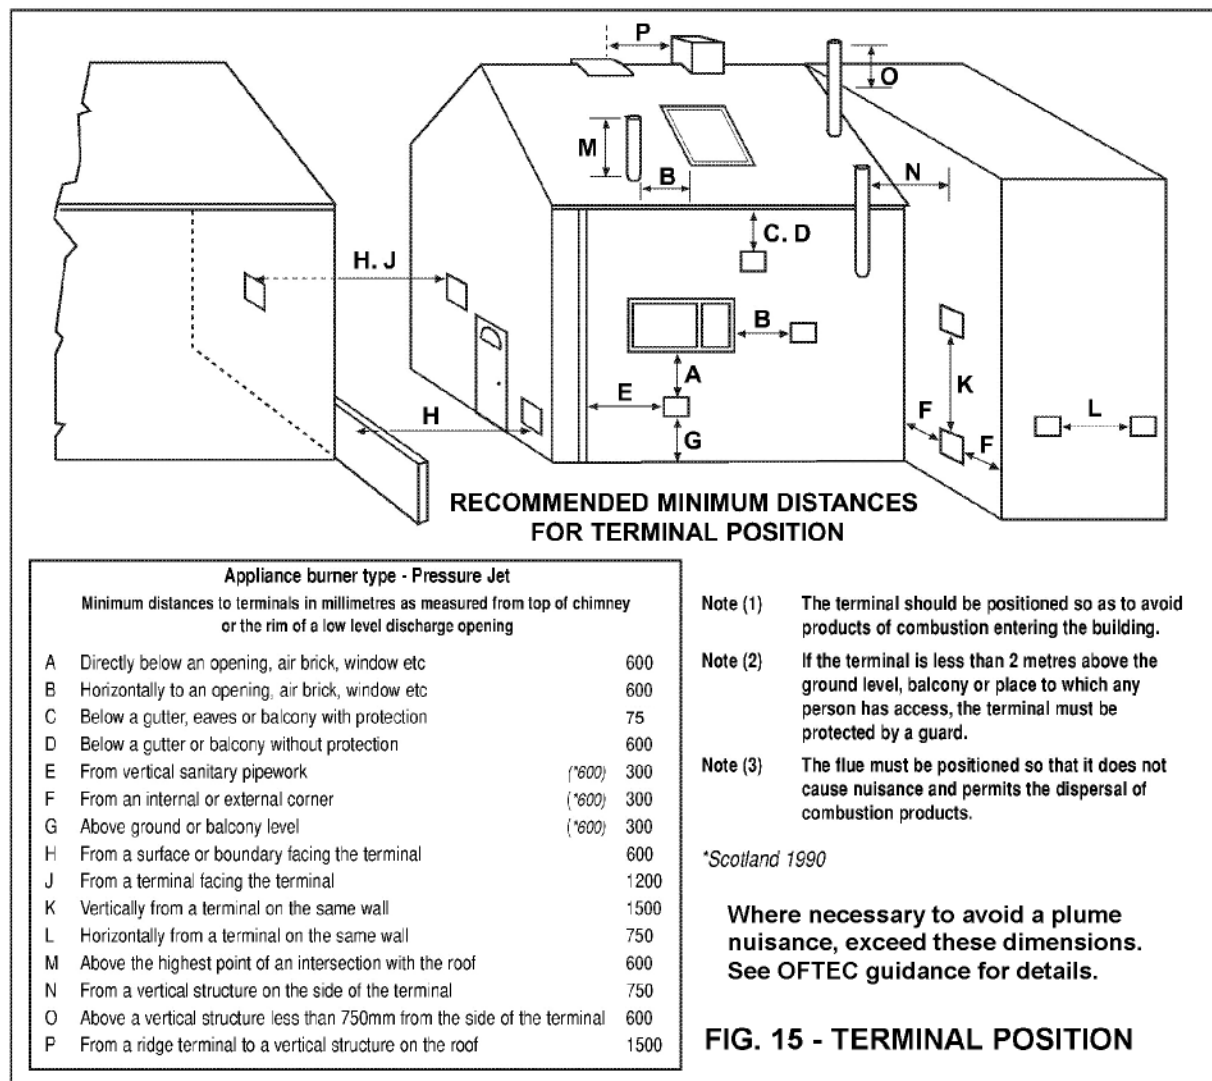 P
O
M
B
N
C. D
H. J
B
A
E
K
F
L
H
G
F
RECOMMENDED MINIMUM DISTANCES
FOR TERMINAL POSITION
Appliance burner type - Pressure Jet
Minimum distances to terminals in millimetres as measured from top of chimney
or the rim of a low level discharge opening
A Directly below an opening, air brick, window etc 600
B Horizontally to an opening, air brick, window etc 600
C Below a gutter, eaves or balcony with protection 75
D Below a gutter or balcony without protection 600
E From vertical sanitary pipework (*600) 300
F From an internal or external corner (*600) 300
G Above ground or balcony level (*600) 300
H From a surface or boundary facing the terminal 600
J From a terminal facing the terminal 1200
K Vertically from a terminal on the same wall 1500
L Horizontally from a terminal on the same wall 750
M Above the highest point of an intersection with the roof 600
N From a vertical structure on the side of the terminal 750
O Above a vertical structure less than 750mm from the side of the terminal 600
P From a ridge terminal to a vertical structure on the roof 1500
Note (1) The terminal should be positioned so as to avoid
products of combustion entering the building.
Note (2) If the terminal is less than 2 metres above the
ground level, balcony or place to which any
person has access, the terminal must be
protected by a guard.
Note (3) The flue must be positioned so that it does not
cause nuisance and permits the dispersal of
combustion products.
*Scotland 1990
Where necessary to avoid a plume
nuisance, exceed these dimensions.
See OFTEC guidance for details.
FIG. 15 - TERMINAL POSITION